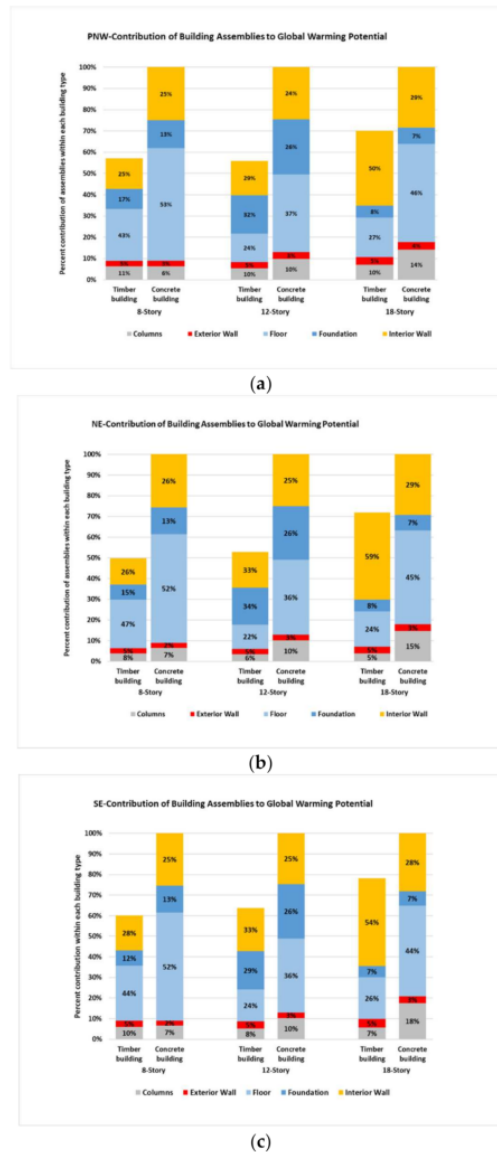 PNW-Contribution of Building Assemblies to Global Warming Potential
Percent contribution of assemblies within each building type
100%
90%
80%
70%
60%
50%
40%
30%
20%
10%
0%
25%
17%
43%
11%
25%
13%
53%
6%
29%
32%
24%
10%
24%
37%
10%
50%
8%
27%
5%
10%
29%
7%
46%
14%
Timber building
Concrete building
Timber building
Concrete building
Timber building
Concrete building
8-Story
12-Story
18-Story
Columns Exterior Wall Floor Foundation Interior Wall
(a)
NE-Contribution of Building Assemblies to Global Warming Potential
Percent contribution of assemblies within each building type
100%
90%
80%
70%
60%
50%
40%
30%
20%
10%
0%
26%
15%
47%
5%
8%
26%
13%
52%
7%
33%
34%
22%
5%
6%
25%
26%
36%
3%
10%
59%
8%
24%
5%
5%
29%
7%
45%
3%
15%
Timber building
Concrete building
Timber building
Concrete building
Timber building
Concrete building
8-Story
12-Story
18-Story
Columns Exterior Wall Floor Foundation Interior Wall
(b)
SE-Contribution of Building Assemblies to Global Warming Potential
Percent contribution within each building type
100%
90%
80%
70%
60%
50%
40%
30%
20%
10%
0%
28%
12%
44%
5%
10%
25%
13%
52%
7%
33%
29%
24%
5%
8%
25%
26%
36%
3%
10%
54%
7%
26%
5%
7%
28%
7%
44%
3%
18%
Timber building
Concrete building
Timber building
Concrete building
Timber building
Concrete building
8-Story
12-Story
18-Story
Columns Exterior Wall Floor Foundation Interior Wall
(c)